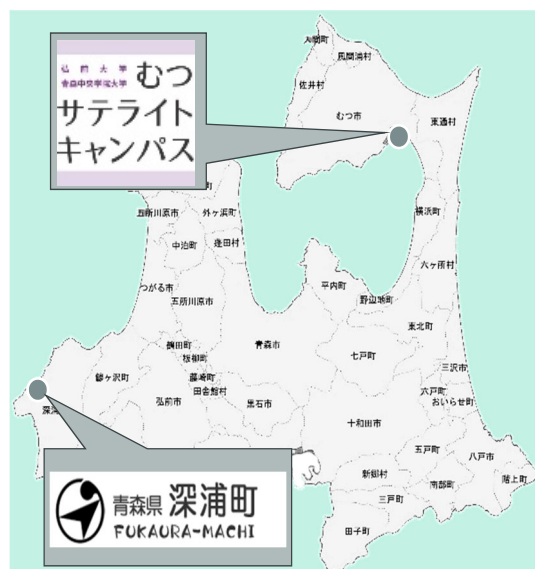 弘前大学
青森中央学院大学
むつ
サテライト
キャンパス
大間町
風間浦村
佐井村
むつ市
東通村
町
五所川原市
外ヶ浜町
中泊町
蓬田村
横浜町
つがる市
六ヶ所村
平内町
野辺地町
五所川原市
東北町
青森市
鶴田町
板柳町
七戸町
三沢市
鰺ヶ沢町
藤崎町
田舎館村
六戸町
おいらせ町
深浦
弘前市
黒石市
十和田市
五戸町
八戸市
新郷村
階上町
南部町
三戸町
田子町
青森県 深浦町
FUKAURA-MACHI